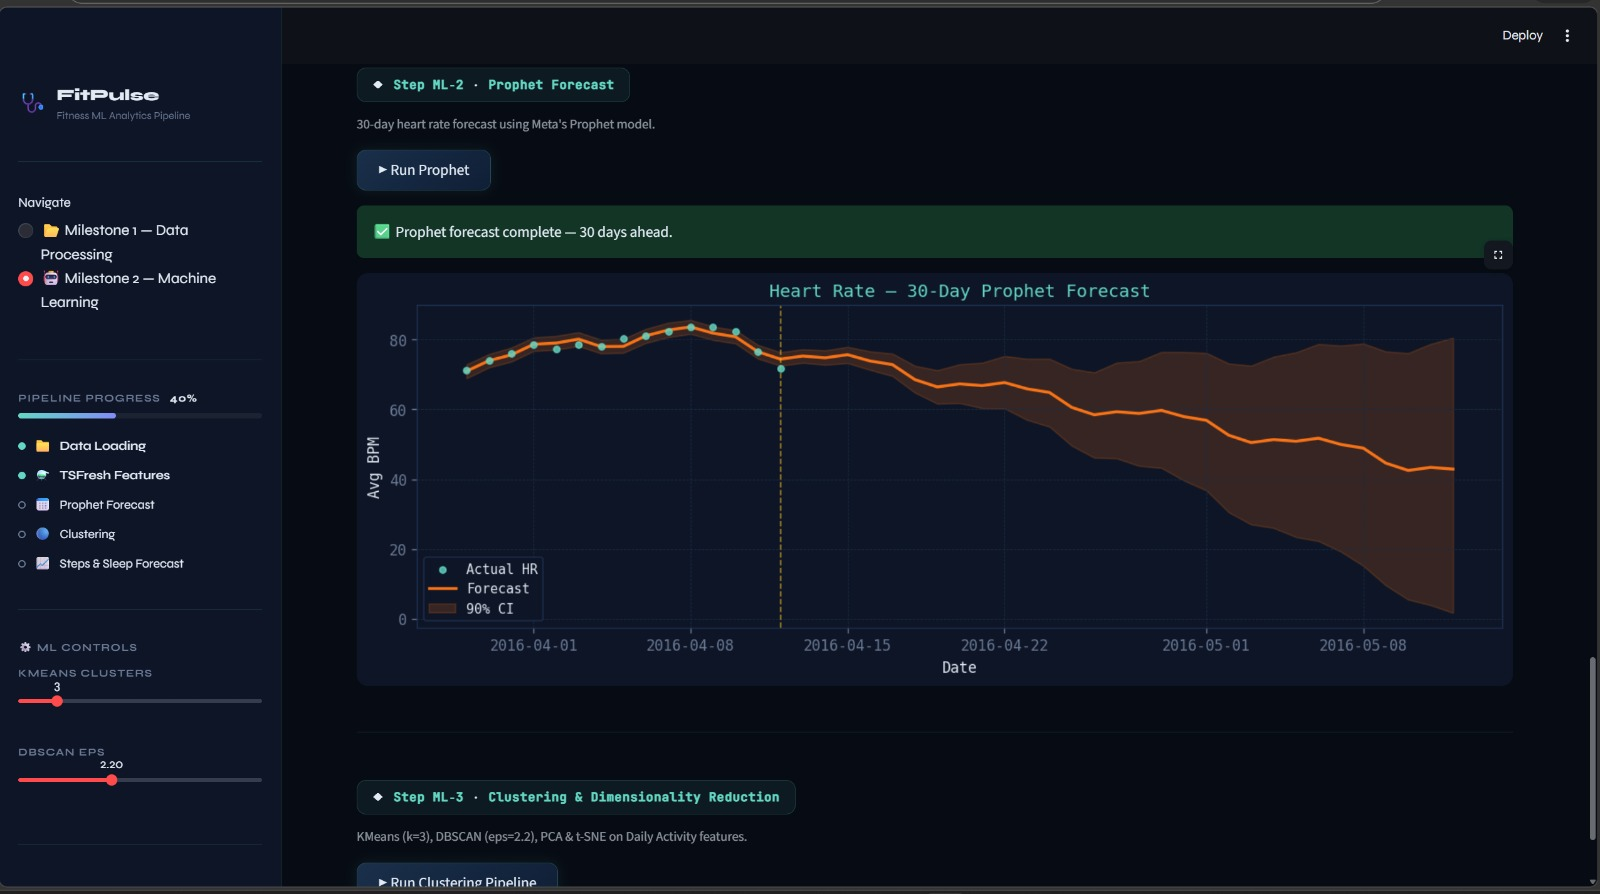 Deploy
FitPulse
Fitness ML Analytics Pipeline
Navigate
Milestone 1 — Data
Processing
Milestone 2 — Machine
Learning
PIPELINE PROGRESS 40%
Data Loading
TSFresh Features
Prophet Forecast
Clustering
Steps & Sleep Forecast
ML CONTROLS
KMEANS CLUSTERS
3
DBSCAN EPS
2.20
Step ML-2 · Prophet Forecast
30-day heart rate forecast using Meta's Prophet model.
Run Prophet
Prophet forecast complete — 30 days ahead.
Heart Rate — 30-Day Prophet Forecast
Avg BPM
80
60
40
20
0
Actual HR
Forecast
90% CI
2016-04-01 2016-04-08 2016-04-15 2016-04-22 2016-05-01 2016-05-08
Date
Step ML-3 · Clustering & Dimensionality Reduction
KMeans (k=3), DBSCAN (eps=2.2), PCA & t-SNE on Daily Activity features.
Run Clustering Pipeline